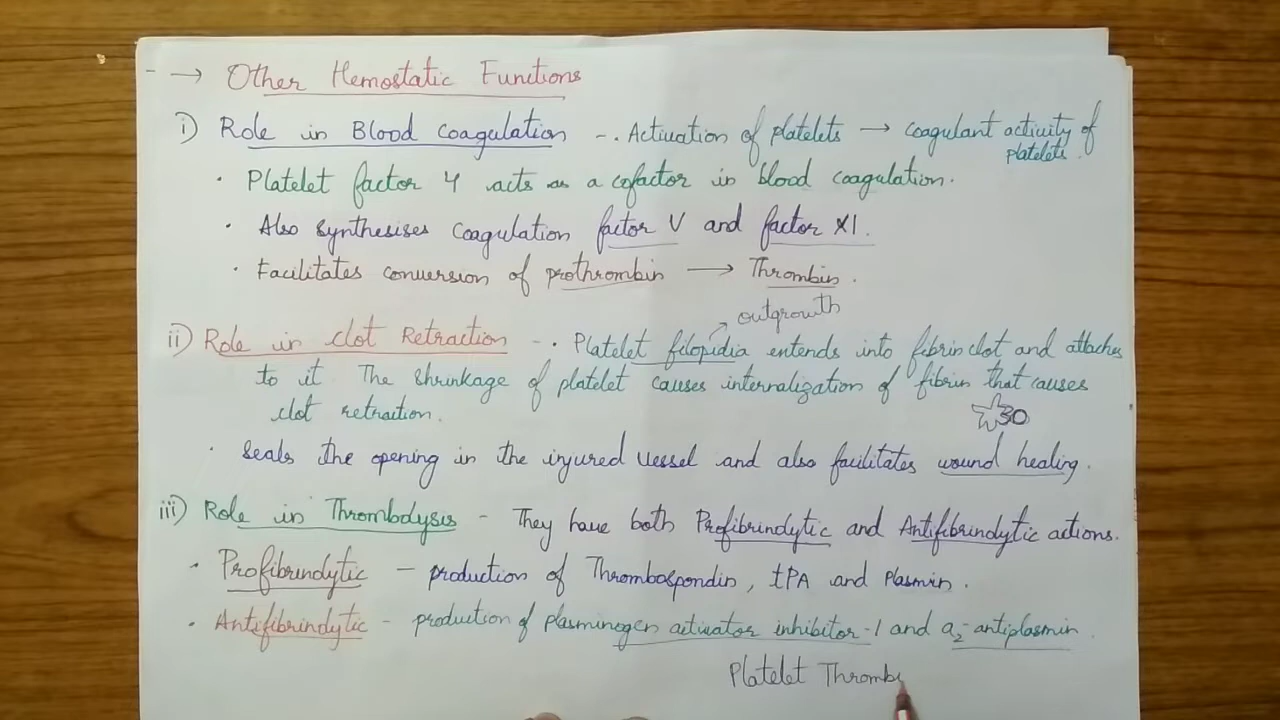 - → Other Hemostatic Functions
i) Role in Blood Coagulation - . Activation of platelets → coagulant activity of platelets.
· Platelet factor 4 acts as a cofactor in blood coagulation.
· Also synthesises coagulation factor V and factor XI.
· Facilitates conversion of prothrombin → Thrombin.
outgrowth
ii) Role in clot Retraction - . Platelet filopidia entends into fibrin clot and attaches
to it The shrinkage of platelet causes internalization of fibrin that causes
clot retraction.
30
· Seals the opening in the injured vessel and also facilitates wound healing.
iii) Role in Thrombolysis - They have both Profibrinolytic and Antifibrinolytic actions.
· Profibrinolytic - production of Thrombospondin, tPA and Plasmin.
· Antifibrinolytic - production of plasminogen activator inhibitor-1 and a2-antiplasmin.
Platelet Thromb